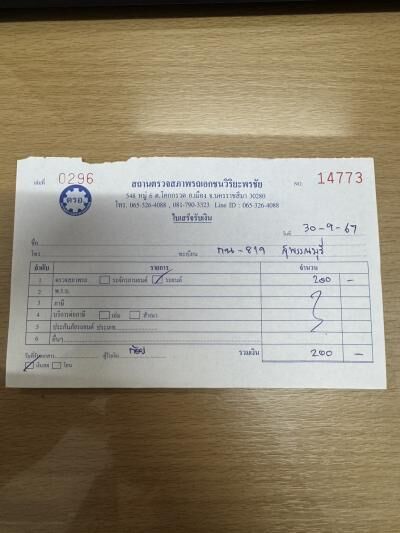 เล่มที่ 0296 NO. 14773
ตรอ.
สถานตรวจสภาพรถเอกชนวิริยะพรชัย
548 หมู่ 6 ต.โคกกรวด อ.เมือง จ.นครราชสีมา 30280
โทร. 065-326-4088 , 081-790-3323 Line ID : 065-326-4088
ใบเสร็จรับเงิน
วันที่ 30-9-67
ชื่อ
โทร. ทะเบียน -819 สุพรรณบุรี
ลำดับ รายการ จำนวน
1 ตรวจสภาพรถ รถจักรยานยนต์ รถยนต์ 200 -
2 พ.ร.บ.
3 ภาษี
4 บริการต่อภาษี เล่ม สำเนา
5 ประกันภัยรถยนต์ ประเภท
6 อื่นๆ
ผู้รับเงิน รวมเงิน 200 -
เงินสด โอน